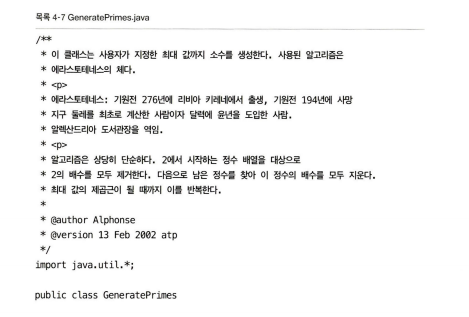 목록 4-7 GeneratePrimes.java
/**
 * 이 클래스는 사용자가 지정한 최대 값까지 소수를 생성한다. 사용된 알고리즘은
 * 에라스토테네스의 체다.
 * <p>
 * 에라스토테네스: 기원전 276년에 리비아 키레네에서 출생, 기원전 194년에 사망
 * 지구 둘레를 최초로 계산한 사람이자 달력에 윤년을 도입한 사람.
 * 알렉산드리아 도서관장을 역임.
 * <p>
 * 알고리즘은 상당히 단순하다. 2에서 시작하는 정수 배열을 대상으로
 * 2의 배수를 모두 제거한다. 다음으로 남은 정수를 찾아 이 정수의 배수를 모두 지운다.
 * 최대 값의 제곱근이 될 때까지 이를 반복한다.
 *
 * @author Alphonse
 * @version 13 Feb 2002 atp
 */
import java.util.*;
public class GeneratePrimes